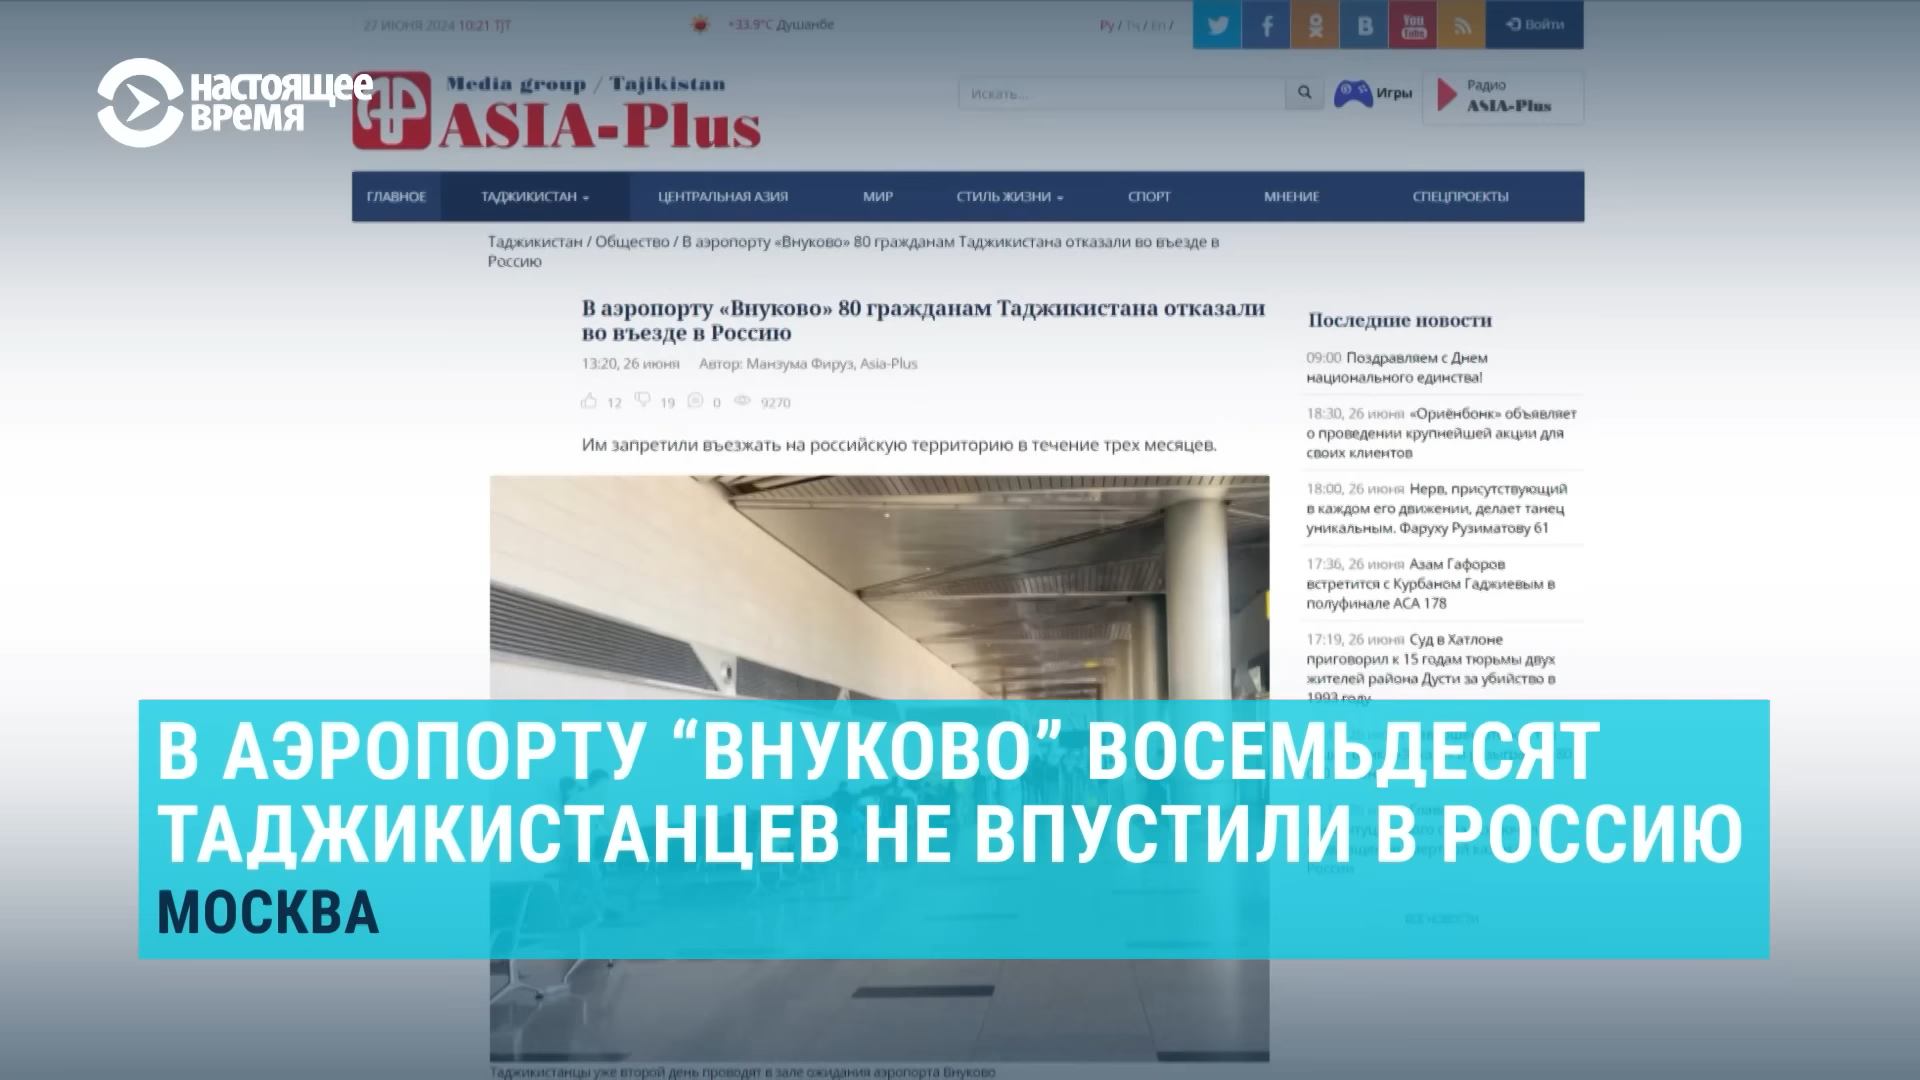 27 ИЮНЯ 2024 10:21 TJT
+33.9°C Душанбе
Ру / Тч / En /
You
Tube
Войти
настоящее
время
Media group / Tajikistan
ASIA-Plus
Искать...
Игры
Радио
ASIA-Plus
ГЛАВНОЕ ТАДЖИКИСТАН ЦЕНТРАЛЬНАЯ АЗИЯ МИР СТИЛЬ ЖИЗНИ СПОРТ МНЕНИЕ СПЕЦПРОЕКТЫ
Таджикистан / Общество / В аэропорту «Внуково» 80 гражданам Таджикистана отказали во въезде в
Россию
В аэропорту «Внуково» 80 гражданам Таджикистана отказали
во въезде в Россию
13:20, 26 июня Автор: Манзума Фируз, Asia-Plus
12 19 0 9270
Им запретили въезжать на российскую территорию в течение трех месяцев.
Последние новости
09:00 Поздравляем с Днем
национального единства!
18:30, 26 июня «Ориёнбонк» объявляет
о проведении крупнейшей акции для
своих клиентов
18:00, 26 июня Нерв, присутствующий
в каждом его движении, делает танец
уникальным. Фаруху Рузиматову 61
17:36, 26 июня Азам Гафоров
встретится с Курбаном Гаджиевым в
полуфинале АСА 178
17:19, 26 июня Суд в Хатлоне
приговорил к 15 годам тюрьмы двух
жителей района Дусти за убийство в
1993 году
В АЭРОПОРТУ “ВНУКОВО” ВОСЕМЬДЕСЯТ
ТАДЖИКИСТАНЦЕВ НЕ ВПУСТИЛИ В РОССИЮ
МОСКВА
России
ВСЕ НОВОСТИ
Таджикистанцы уже второй день проводят в зале ожидания аэропорта Внуково